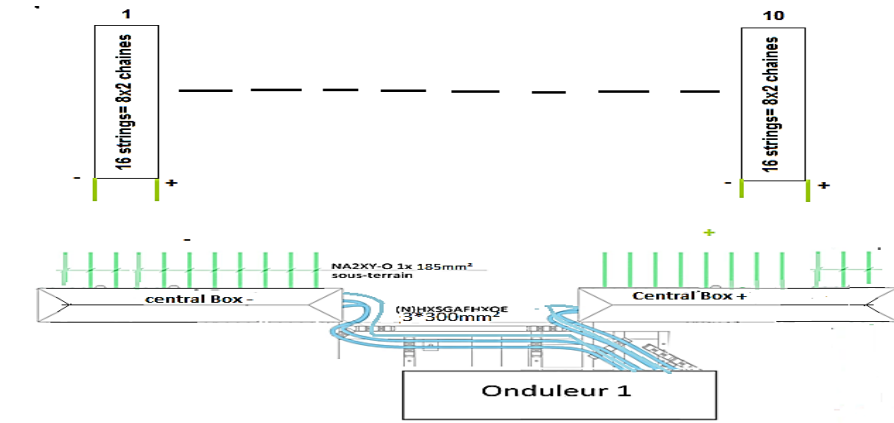 1
10
16 strings= 8x2 chaines
16 strings= 8x2 chaines
- +
- +
-
+
NA2XY-O 1x 185mm²
sous-terrain
central Box -
Central Box +
(N)HXSGAFHXOE
3*300mm²
Onduleur 1